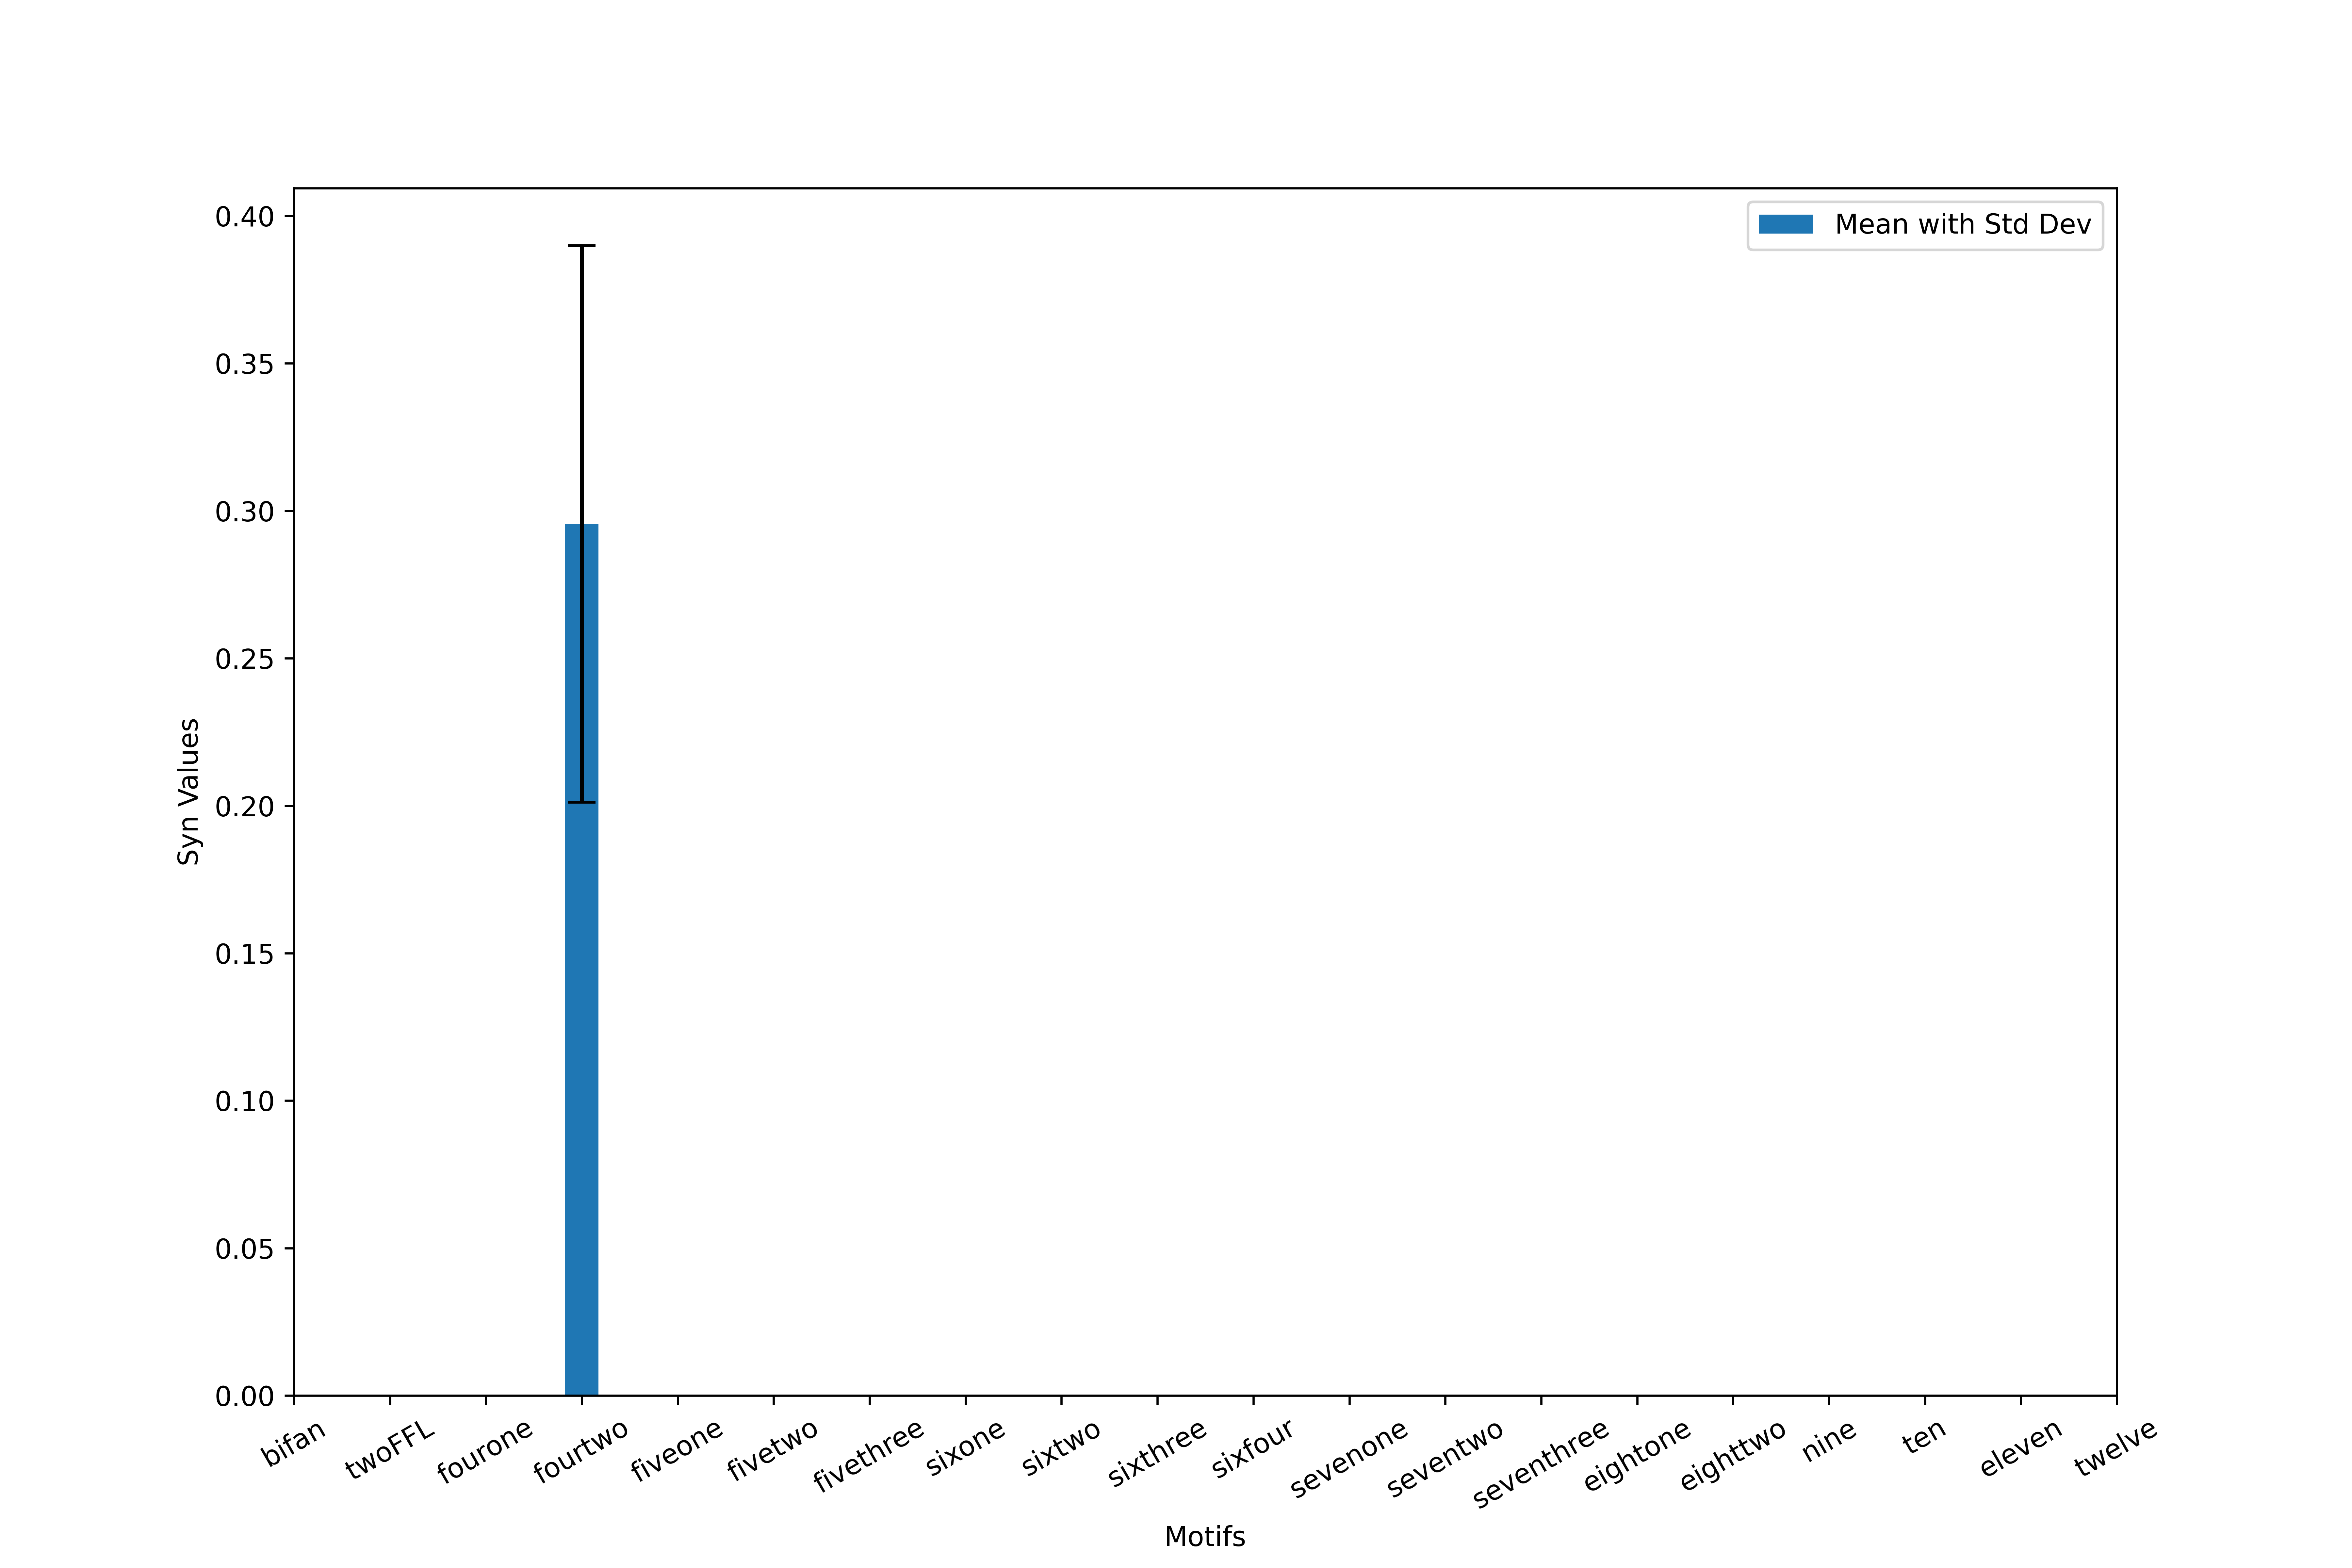 Mean with Std Dev
0.40
0.35
0.30
0.25
0.20
0.15
0.10
0.05
0.00
Syn Values
bifan
twoFFL
fourone
fourtwo
fiveone
fivetwo
fivethree
sixone
sixtwo
sixthree
sixfour
sevenone
seventwo
seventhree
eightone
eighttwo
nine
ten
eleven
twelve
Motifs